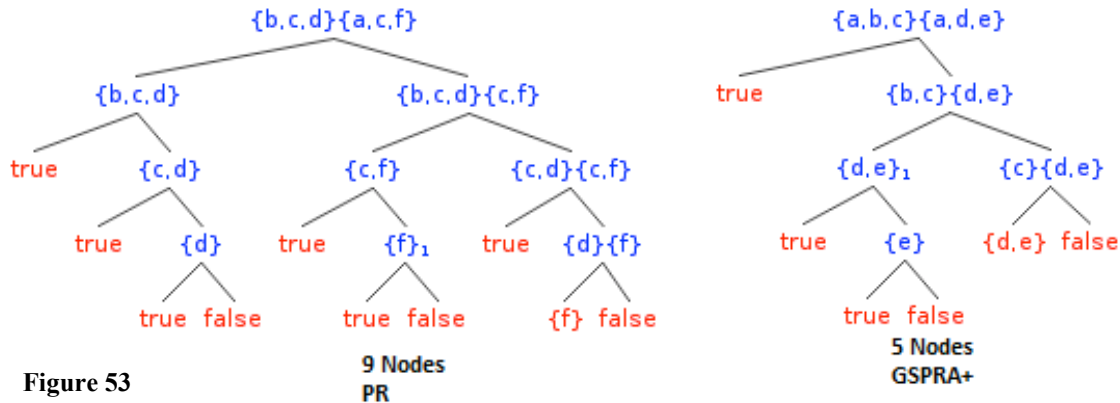 {b,c,d}{a,c,f} {a,b,c}{a,d,e}
{b,c,d} {b,c,d}{c,f} true {b,c}{d,e}
true {c,d} {c,f} {c,d}{c,f} {d,e}₁ {c}{d,e}
true {d} true {f}₁ true {d}{f} true {e} {d,e} false
true false true false {f} false true false
9 Nodes 5 Nodes
Figure 53 PR GSPRA+